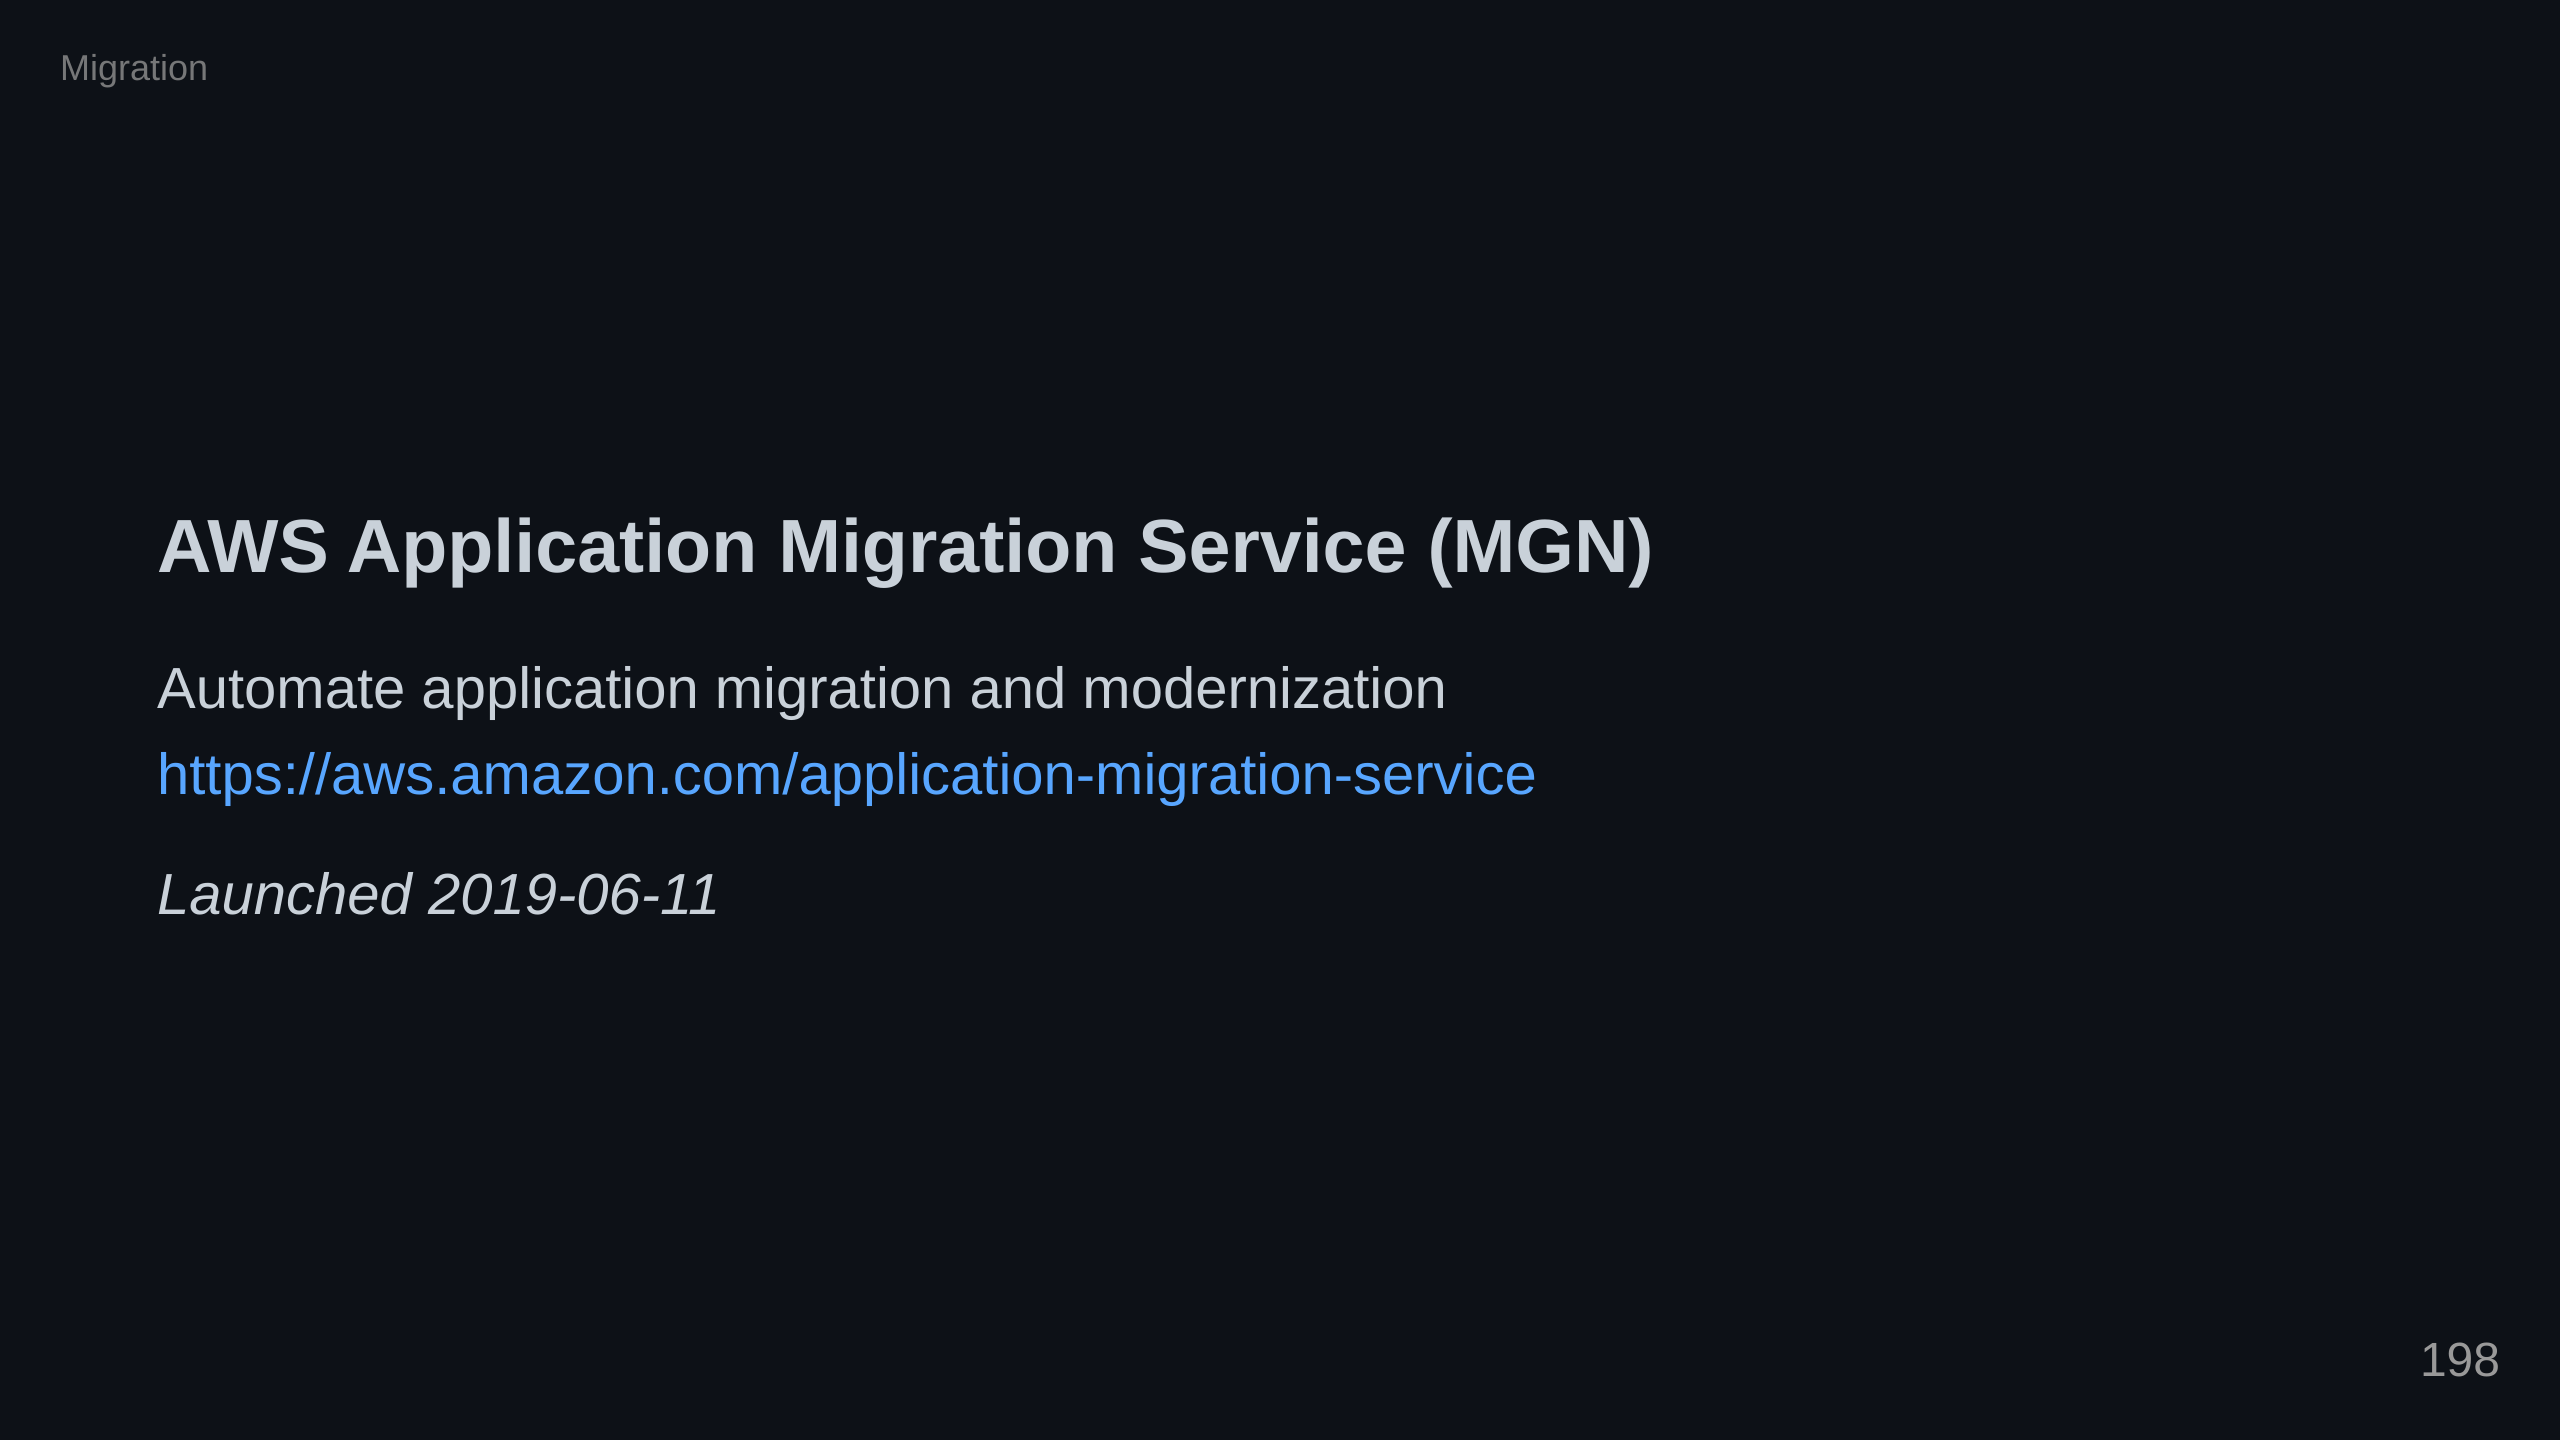 Migration
AWS Application Migration Service (MGN)
Automate application migration and modernization
https://aws.amazon.com/application-migration-service
Launched 2019-06-11
198